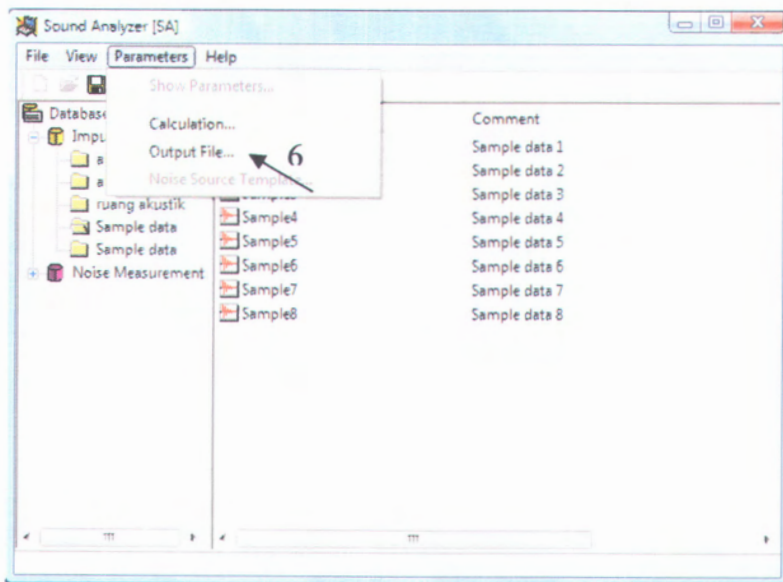 Sound Analyzer [SA]
File View Parameters Help
Show Parameters...
Calculation...
Output File...
6
Noise Source Template...
Database
Impu
a
a
ruang akustik
Sample data
Sample data
Noise Measurement
Comment
Sample data 1
Sample data 2
Sample data 3
Sample4 Sample data 4
Sample5 Sample data 5
Sample6 Sample data 6
Sample7 Sample data 7
Sample8 Sample data 8